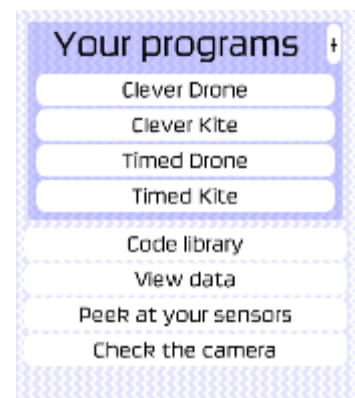 Your programs +
Clever Drone
Clever Kite
Timed Drone
Timed Kite
Code library
View data
Peek at your sensors
Check the camera